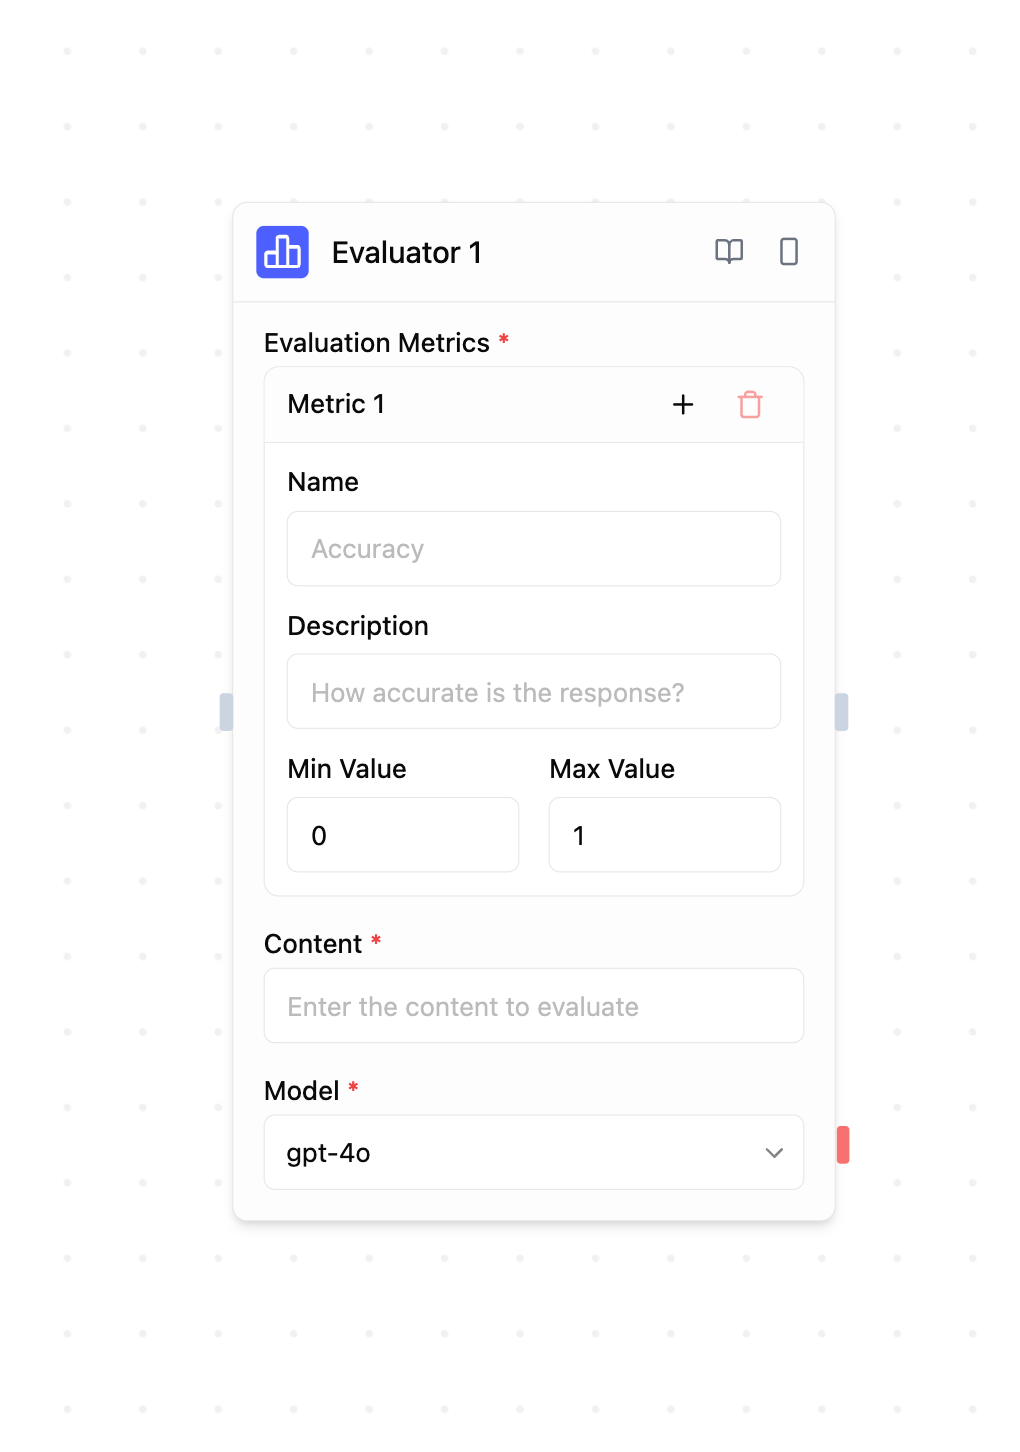 Evaluator 1
Evaluation Metrics *
Metric 1
Name
Accuracy
Description
How accurate is the response?
Min Value Max Value
0 1
Content *
Enter the content to evaluate
Model *
gpt-4o